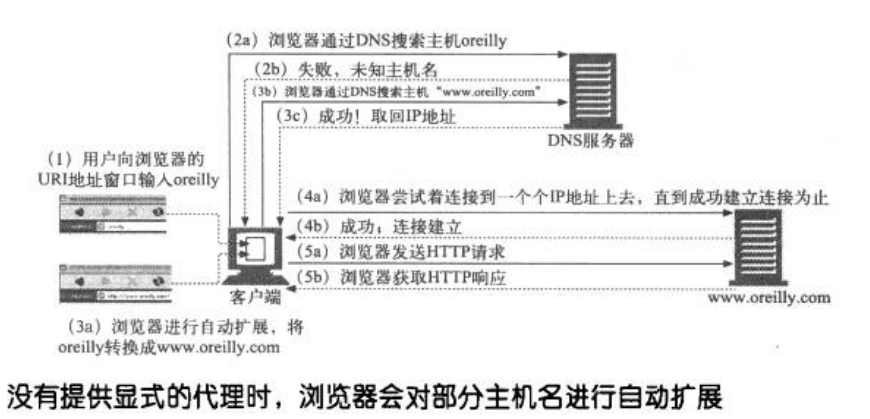 (2a) 浏览器通过DNS搜索主机oreilly
(2b) 失败，未知主机名
(3b) 浏览器通过DNS搜索主机“www.oreilly.com”
(3c) 成功！取回IP地址
DNS服务器
(1) 用户向浏览器的
URI地址窗口输入oreilly
(4a) 浏览器尝试着连接到一个个IP地址上去，直到成功建立连接为止
(4b) 成功；连接建立
(5a) 浏览器发送HTTP请求
(5b) 浏览器获取HTTP响应
客户端
www.oreilly.com
(3a) 浏览器进行自动扩展，将
oreilly转换成www.oreilly.com
没有提供显式的代理时，浏览器会对部分主机名进行自动扩展